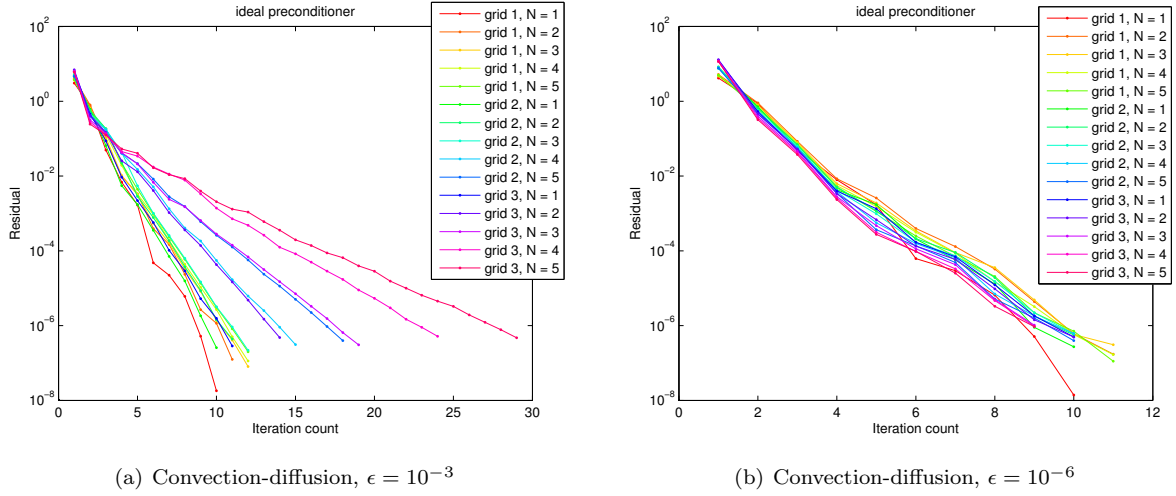 ideal preconditioner
10^2
10^0
10^-2
10^-4
10^-6
10^-8
Residual
0 5 10 15 20 25 30
Iteration count
grid 1, N = 1
grid 1, N = 2
grid 1, N = 3
grid 1, N = 4
grid 1, N = 5
grid 2, N = 1
grid 2, N = 2
grid 2, N = 3
grid 2, N = 4
grid 2, N = 5
grid 3, N = 1
grid 3, N = 2
grid 3, N = 3
grid 3, N = 4
grid 3, N = 5
(a) Convection-diffusion, ϵ = 10^-3
ideal preconditioner
10^2
10^0
10^-2
10^-4
10^-6
10^-8
Residual
0 2 4 6 8 10 12
Iteration count
grid 1, N = 1
grid 1, N = 2
grid 1, N = 3
grid 1, N = 4
grid 1, N = 5
grid 2, N = 1
grid 2, N = 2
grid 2, N = 3
grid 2, N = 4
grid 2, N = 5
grid 3, N = 1
grid 3, N = 2
grid 3, N = 3
grid 3, N = 4
grid 3, N = 5
(b) Convection-diffusion, ϵ = 10^-6